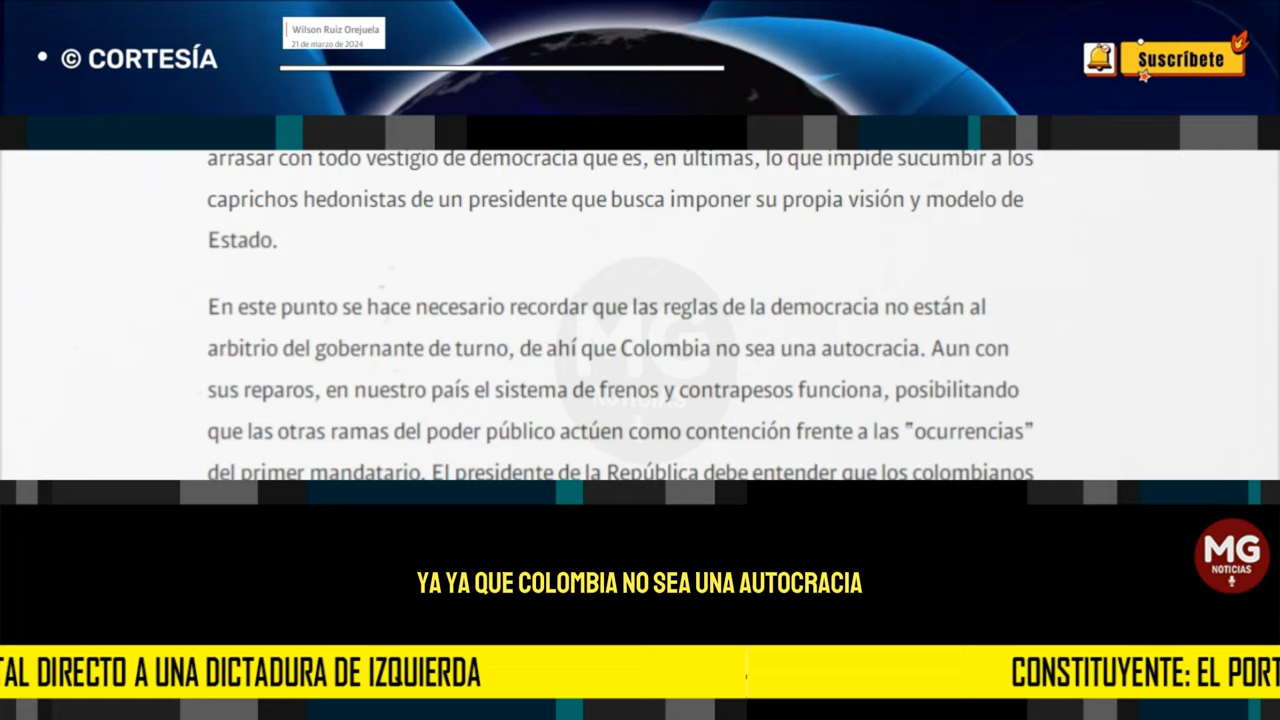 Wilson Ruiz Orejuela
21 de marzo de 2024
• © CORTESÍA
Suscríbete
arrasar con todo vestigio de democracia que es, en últimas, lo que impide sucumbir a los
caprichos hedonistas de un presidente que busca imponer su propia visión y modelo de
Estado.
En este punto se hace necesario recordar que las reglas de la democracia no están al
arbitrio del gobernante de turno, de ahí que Colombia no sea una autocracia. Aun con
sus reparos, en nuestro país el sistema de frenos y contrapesos funciona, posibilitando
que las otras ramas del poder público actúen como contención frente a las "ocurrencias"
del primer mandatario. El presidente de la República debe entender que los colombianos
MG
NOTICIAS
YA YA QUE COLOMBIA NO SEA UNA AUTOCRACIA
MG
NOTICIAS
TAL DIRECTO A UNA DICTADURA DE IZQUIERDA
CONSTITUYENTE: EL PORT